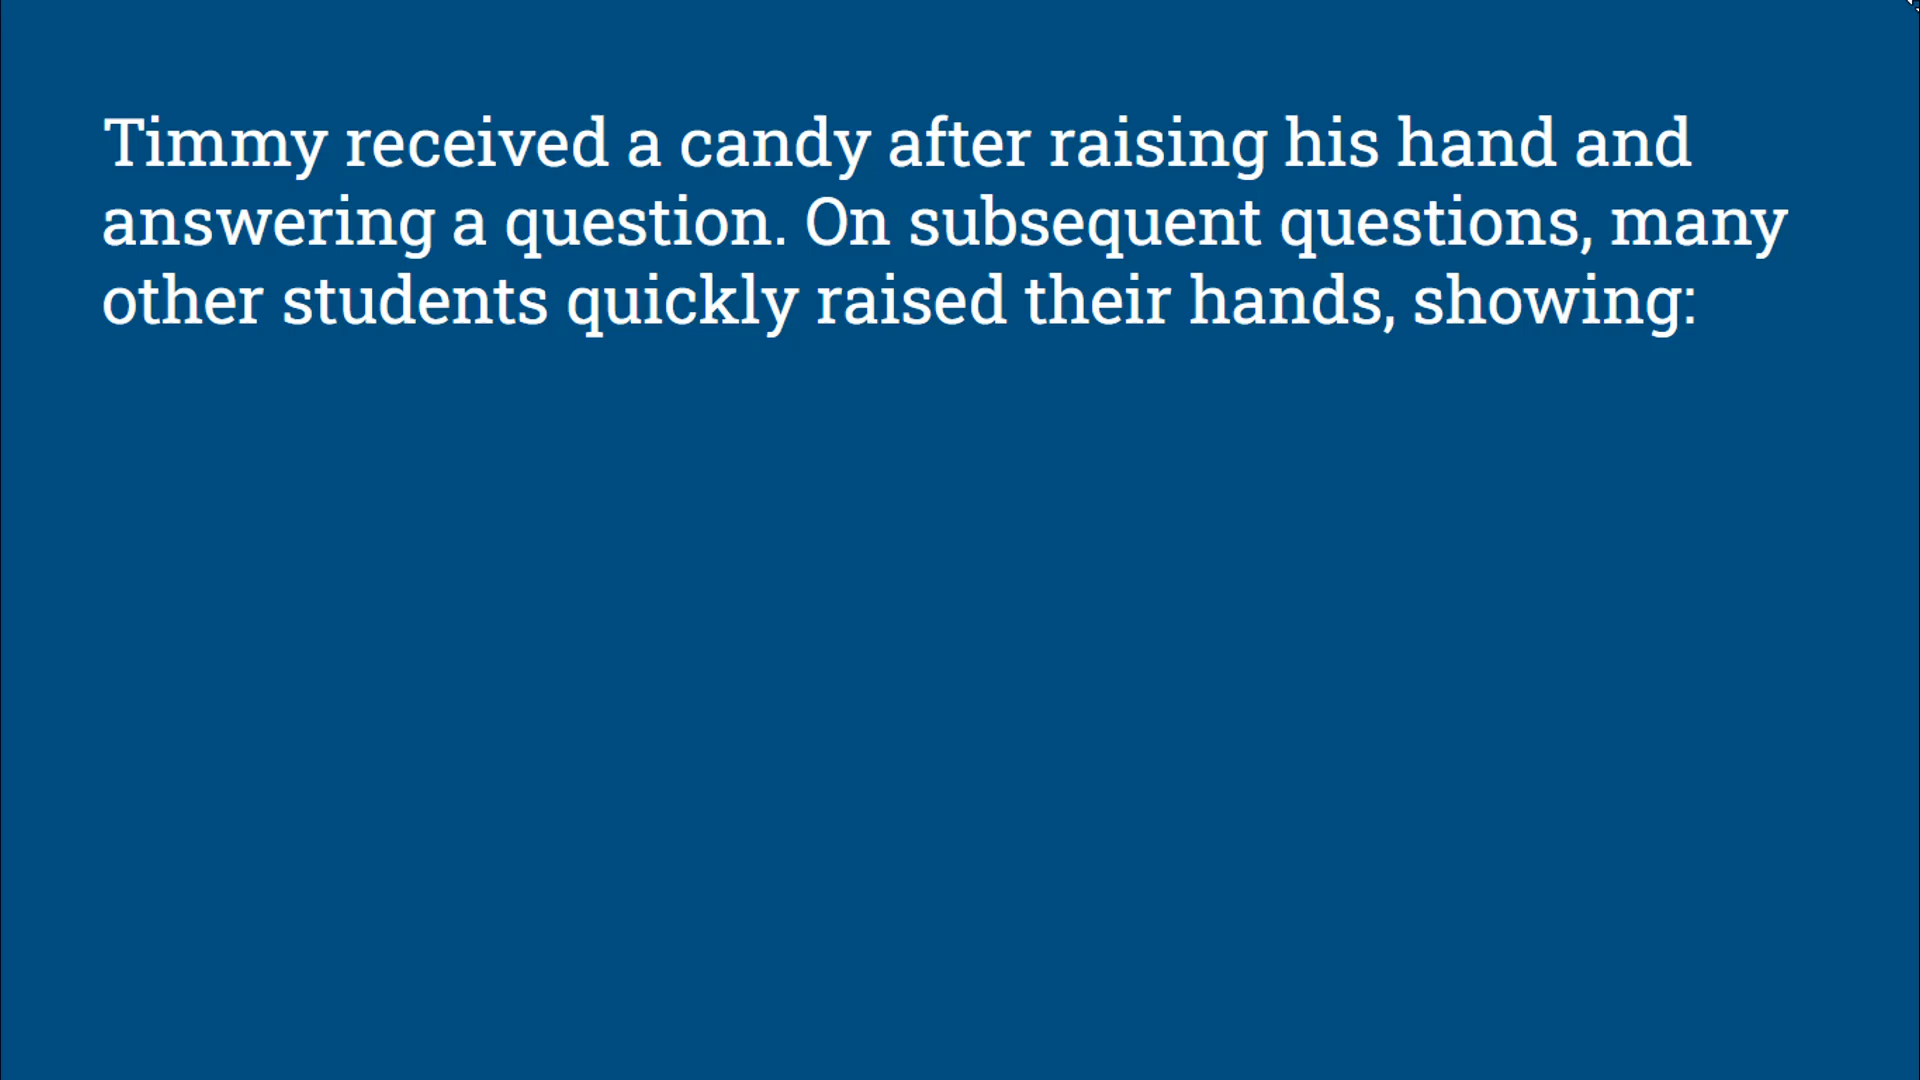 Timmy received a candy after raising his hand and
answering a question. On subsequent questions, many
other students quickly raised their hands, showing: